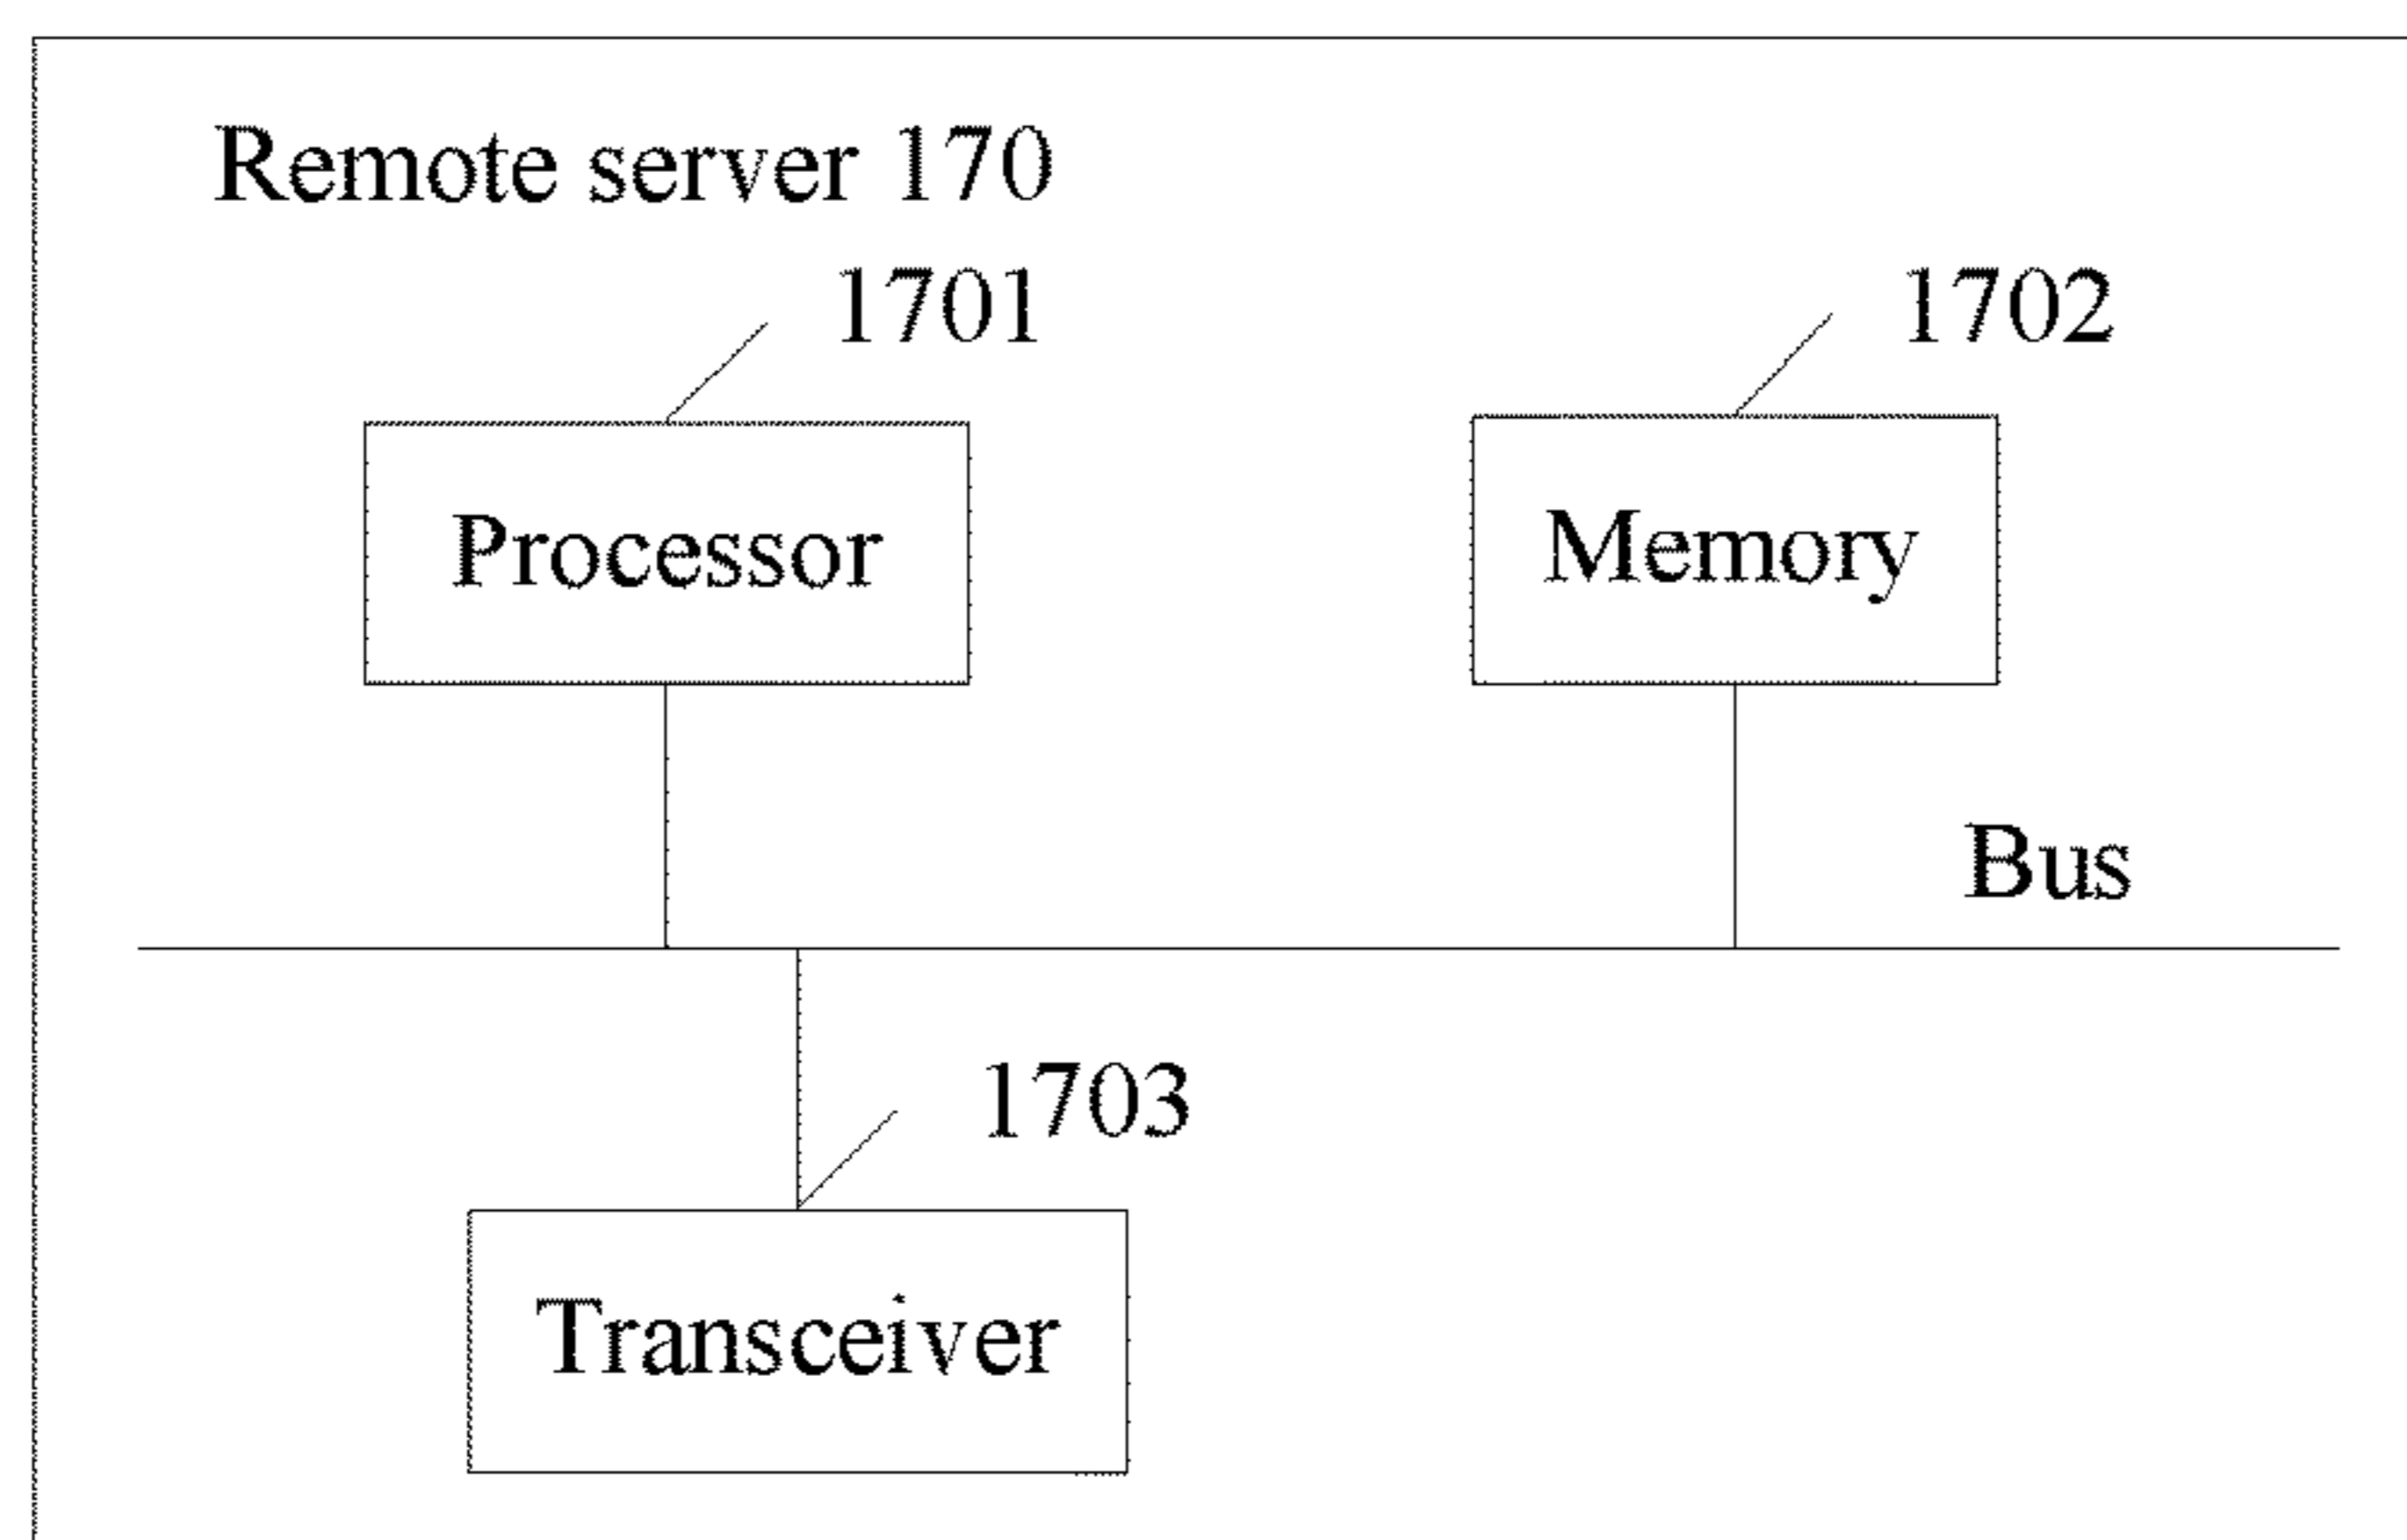 Remote server 170
1701
1702
Processor
Memory
Bus
1703
Transceiver